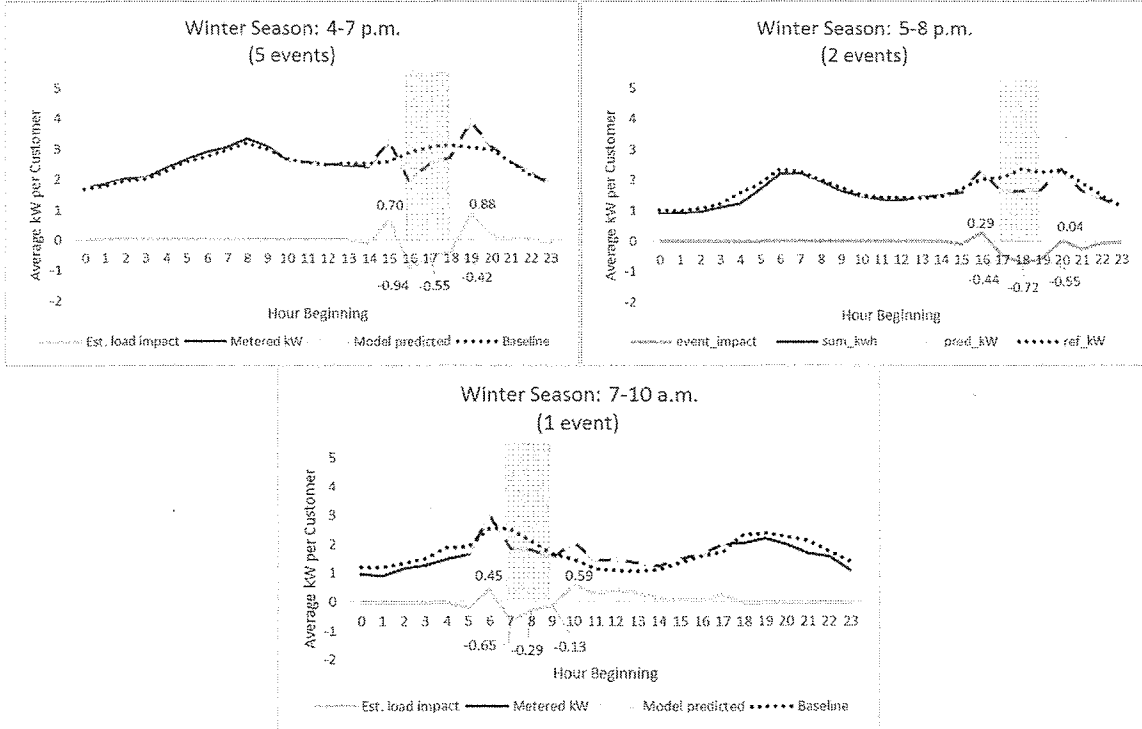 Winter Season: 4-7 p.m.
(5 events)
Average kW per Customer
5
4
3
2
1
0
-1
-2
0.70
0.88
-0.94
-0.55
-0.42
0 1 2 3 4 5 6 7 8 9 10 11 12 13 14 15 16 17 18 19 20 21 22 23
Hour Beginning
Est. load impact Metered kW Model predicted Baseline
Winter Season: 5-8 p.m.
(2 events)
Average kW per Customer
5
4
3
2
1
0
-1
-2
0.29
0.04
0 1 2 3 4 5 6 7 8 9 10 11 12 13 14 15 16 17 18 19 20 21 22 23
-0.44
-0.72
-0.55
Hour Beginning
event_impact sum_kwh pred_kW ref_kW
Winter Season: 7-10 a.m.
(1 event)
Average kW per Customer
5
4
3
2
1
0
-1
-2
0.45
0.59
0 1 2 3 4 5 6 7 8 9 10 11 12 13 14 15 16 17 18 19 20 21 22 23
-0.65
-0.29
-0.13
Hour Beginning
Est. load impact Metered kW Model predicted Baseline